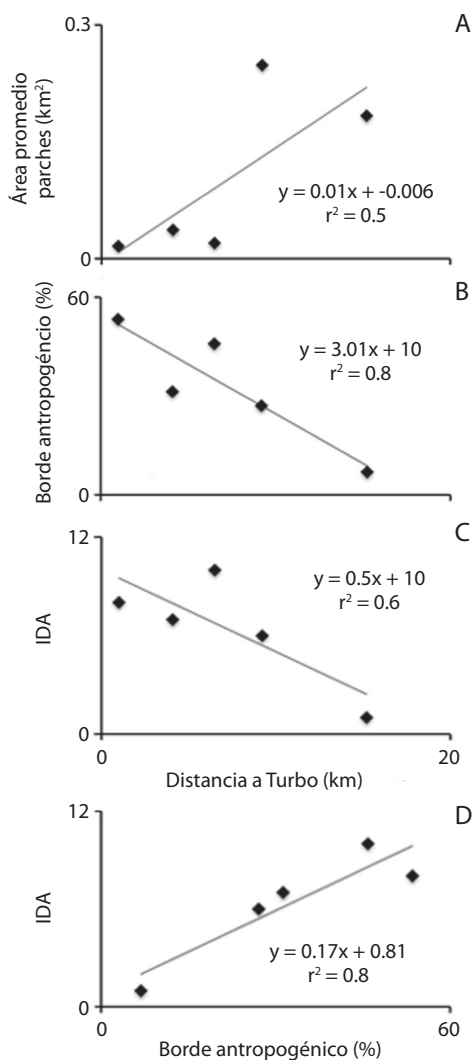 A
0.3
Área promedio
parches (km²)
y = 0.01x + -0.006
r² = 0.5
0
B
60
Borde antropogéncio (%)
y = 3.01x + 10
r² = 0.8
0
C
12
IDA
y = 0.5x + 10
r² = 0.6
0
0
20
Distancia a Turbo (km)
D
12
IDA
y = 0.17x + 0.81
r² = 0.8
0
0
60
Borde antropogénico (%)